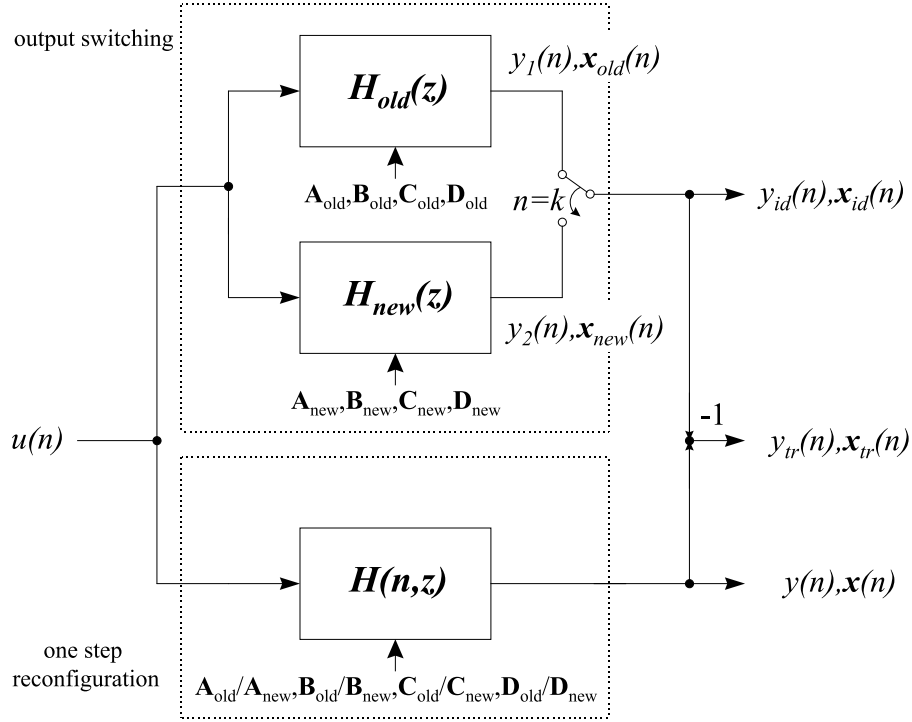 output switching
H_old(z)
y_1(n),x_old(n)
A_old,B_old,C_old,D_old
n=k
y_id(n),x_id(n)
H_new(z)
y_2(n),x_new(n)
A_new,B_new,C_new,D_new
-1
u(n)
y_tr(n),x_tr(n)
H(n,z)
y(n),x(n)
one step
reconfiguration
A_old/A_new,B_old/B_new,C_old/C_new,D_old/D_new